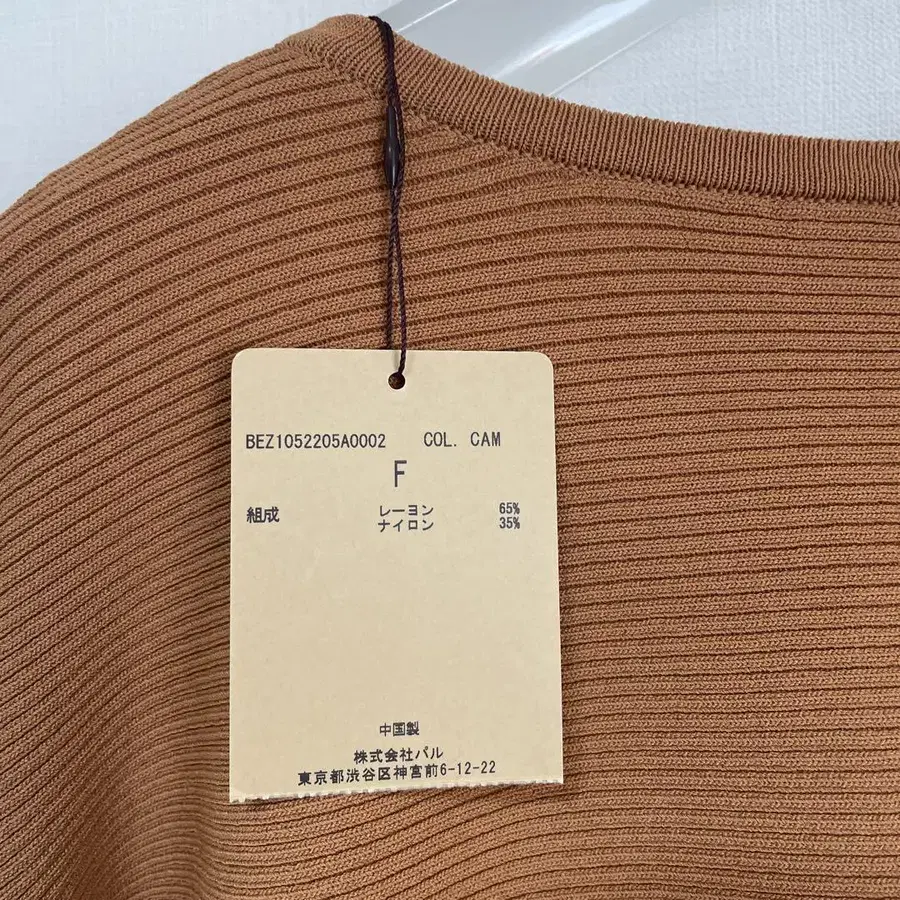 BEZ1052205A0002 COL. CAM
F
組成 レーヨン 65%
ナイロン 35%
中国製
株式会社パル
東京都渋谷区神宮前6-12-22